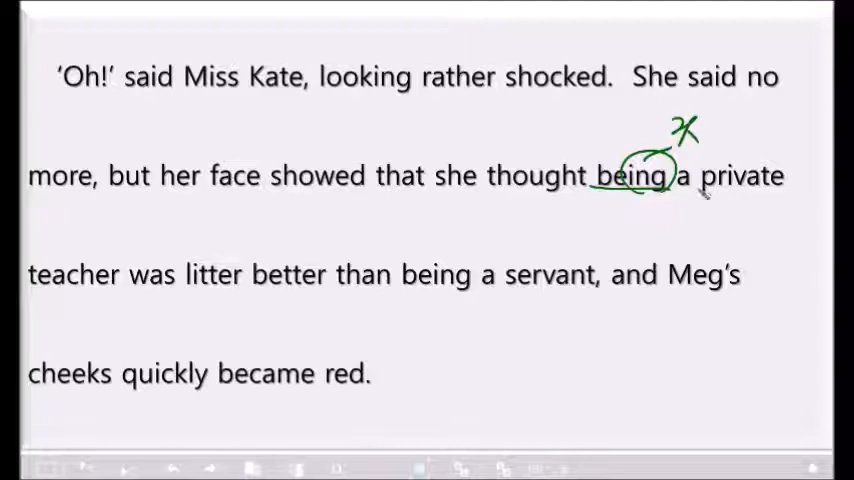 ‘Oh!’ said Miss Kate, looking rather shocked.  She said no
more, but her face showed that she thought being a private
teacher was litter better than being a servant, and Meg’s
cheeks quickly became red.